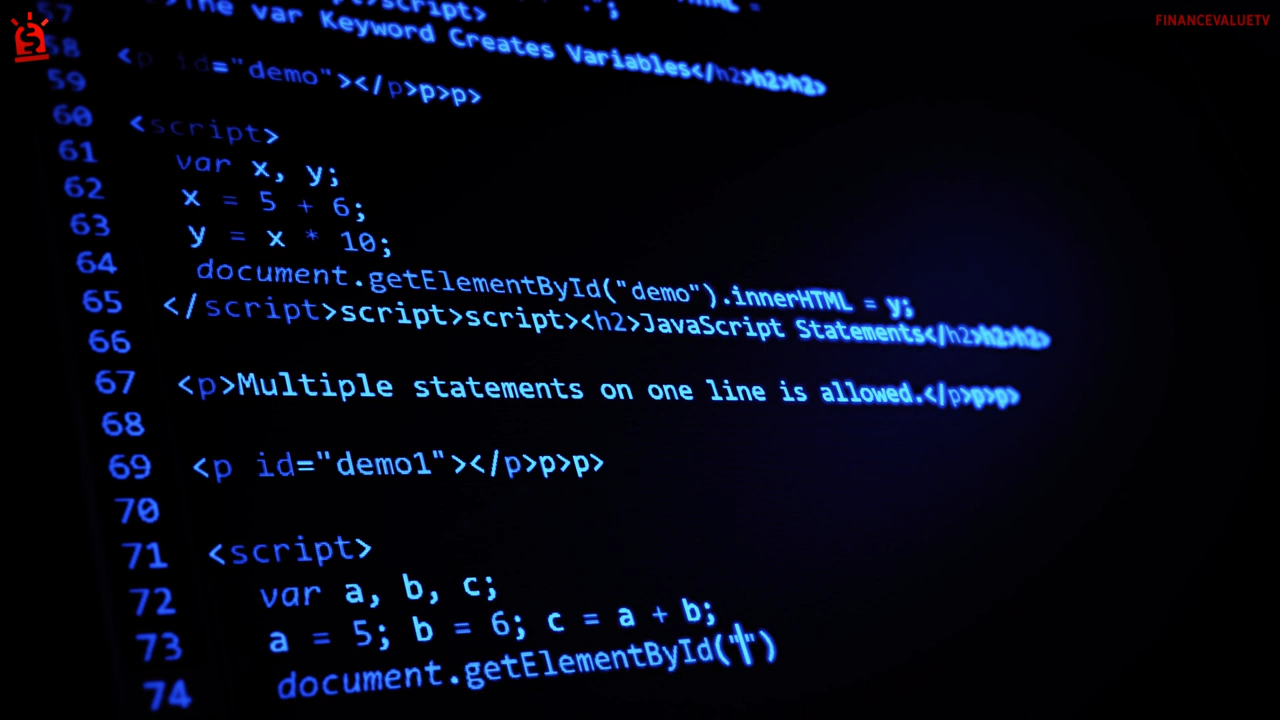 FINANCEVALUETV
57
script>
The var Keyword Creates Variables</h2>h2>h2>
58 <p id="demo"></p>p>p>
59
60 <script>
61 var x, y;
62 x = 5 + 6;
63 y = x * 10;
64 document.getElementById("demo").innerHTML = y;
65 </script>script>script><h2>JavaScript Statements</h2>h2>h2>
66
67 <p>Multiple statements on one line is allowed.</p>p>p>
68
69 <p id="demo1"></p>p>p>
70
71 <script>
72 var a, b, c;
73 a = 5; b = 6; c = a + b;
74 document.getElementById("")